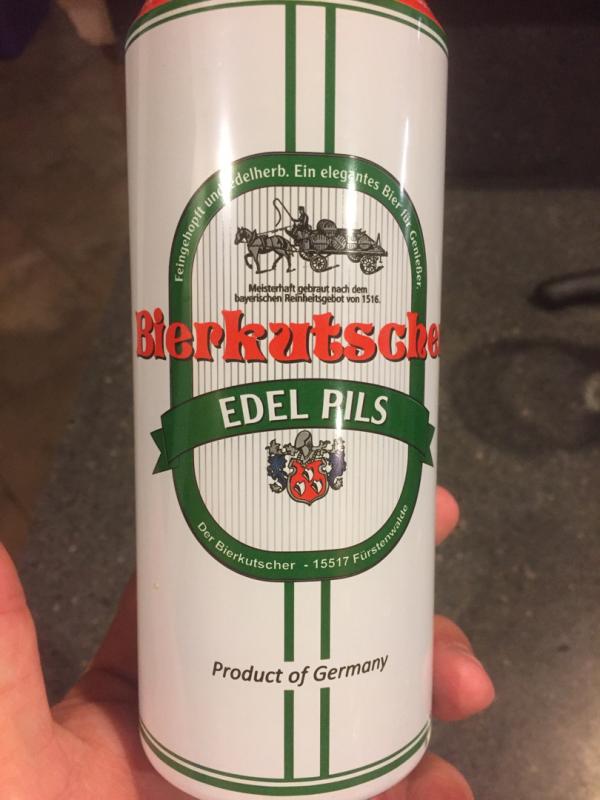 Feingehopft und edelherb. Ein elegantes Bier für Genießer.
Meisterhaft gebraut nach dem
bayerischen Reinheitsgebot von 1516.
Bierkutscher
EDEL PILS
Der Bierkutscher - 15517 Fürstenwalde
Product of Germany